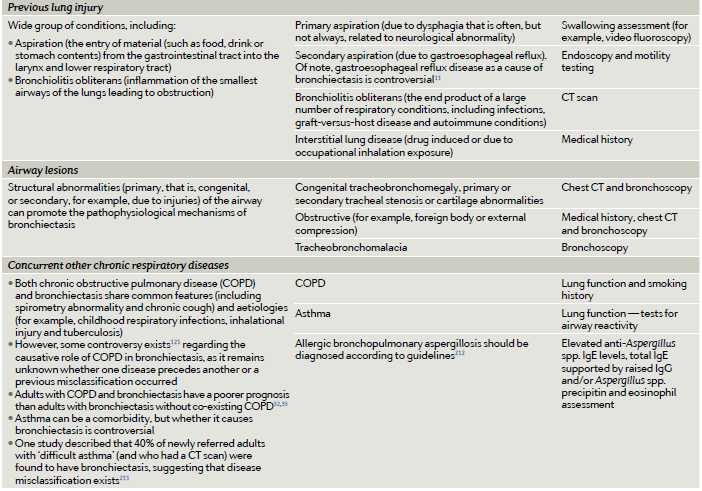 Previous lung injury
Wide group of conditions, including:
• Aspiration (the entry of material (such as food, drink or
stomach contents) from the gastrointestinal tract into the
larynx and lower respiratory tract)
• Bronchiolitis obliterans (inflammation of the smallest
airways of the lungs leading to obstruction)
Primary aspiration (due to dysphagia that is often, but
not always, related to neurological abnormality)
Swallowing assessment (for
example, video fluoroscopy)
Secondary aspiration (due to gastroesophageal reflux).
Of note, gastroesophageal reflux disease as a cause of
bronchiectasis is controversial11
Endoscopy and motility
testing
Bronchiolitis obliterans (the end product of a large
number of respiratory conditions, including infections,
graft-versus-host disease and autoimmune conditions)
CT scan
Interstitial lung disease (drug induced or due to
occupational inhalation exposure)
Medical history
Airway lesions
Structural abnormalities (primary, that is, congenital,
or secondary, for example, due to injuries) of the airway
can promote the pathophysiological mechanisms of
bronchiectasis
Congenital tracheobronchomegaly, primary or
secondary tracheal stenosis or cartilage abnormalities
Chest CT and bronchoscopy
Obstructive (for example, foreign body or external
compression)
Medical history, chest CT
and bronchoscopy
Tracheobronchomalacia
Bronchoscopy
Concurrent other chronic respiratory diseases
• Both chronic obstructive pulmonary disease (COPD)
and bronchiectasis share common features (including
spirometry abnormality and chronic cough) and aetiologies
(for example, childhood respiratory infections, inhalational
injury and tuberculosis)
• However, some controversy exists121 regarding the
causative role of COPD in bronchiectasis, as it remains
unknown whether one disease precedes another or a
previous misclassification occurred
• Adults with COPD and bronchiectasis have a poorer prognosis
than adults with bronchiectasis without co-existing COPD32,33
• Asthma can be a comorbidity, but whether it causes
bronchiectasis is controversial
• One study described that 40% of newly referred adults
with 'difficult asthma' (and who had a CT scan) were
found to have bronchiectasis, suggesting that disease
misclassification exists211
COPD
Lung function and smoking
history
Asthma
Lung function — tests for
airway reactivity
Allergic bronchopulmonary aspergillosis should be
diagnosed according to guidelines212
Elevated anti-Aspergillus
spp. IgE levels, total IgE
supported by raised IgG
and/or Aspergillus spp.
precipitin and eosinophil
assessment